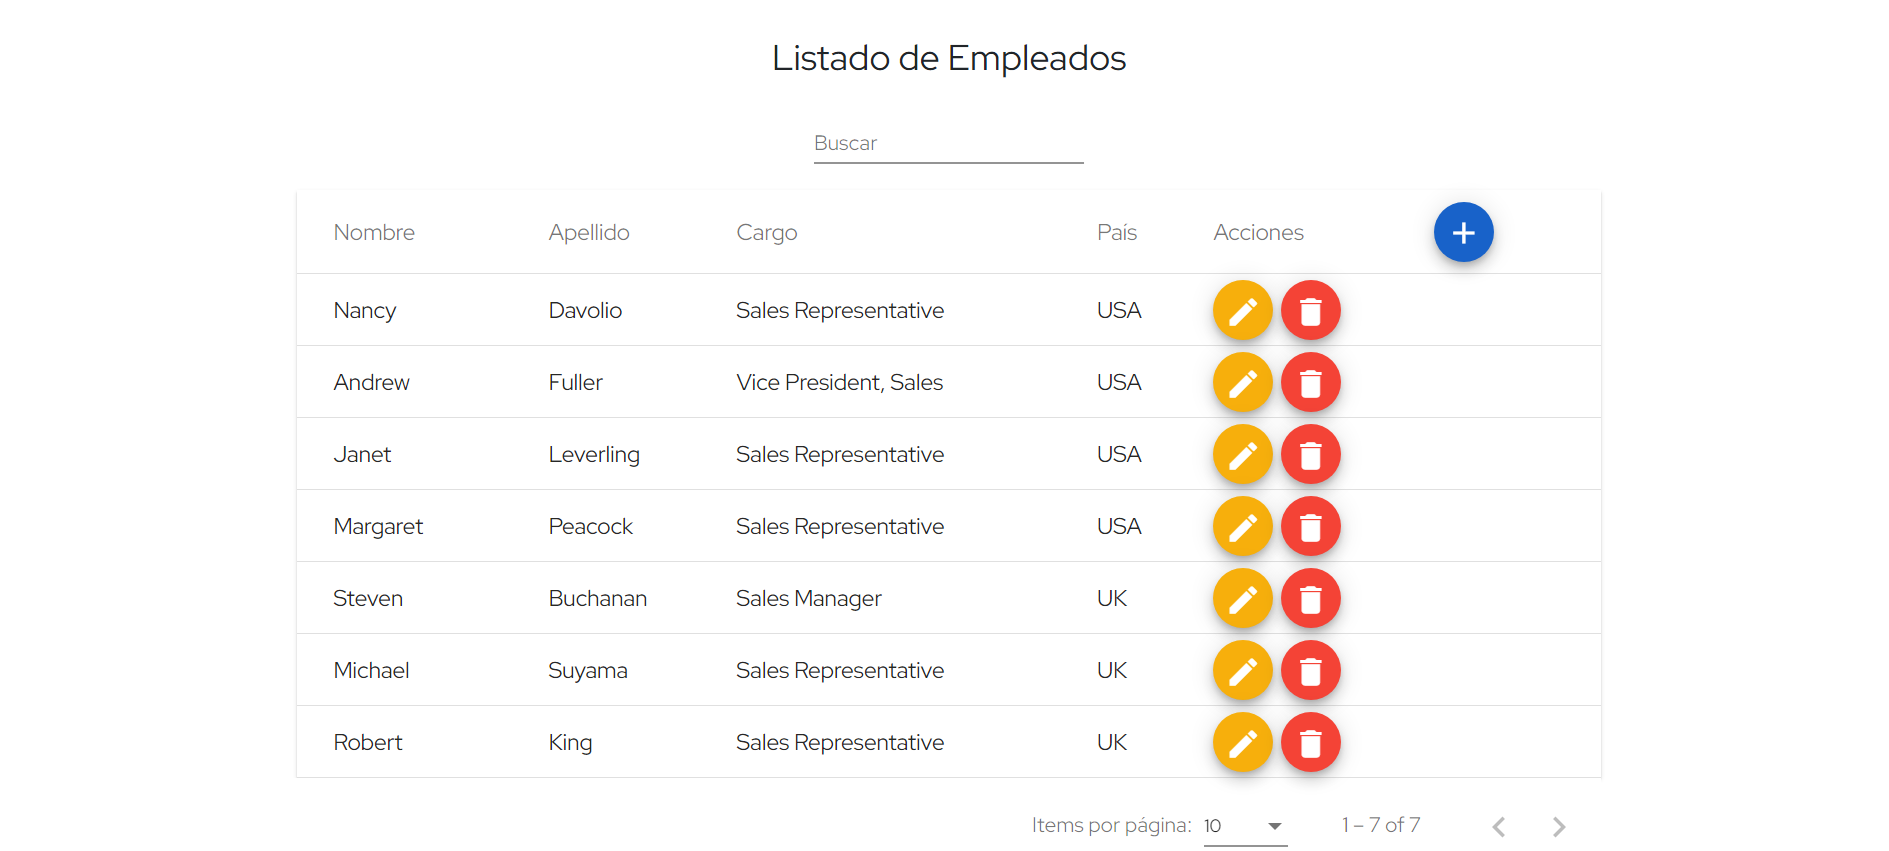 Listado de Empleados
Buscar
Nombre Apellido Cargo País Acciones
Nancy Davolio Sales Representative USA
Andrew Fuller Vice President, Sales USA
Janet Leverling Sales Representative USA
Margaret Peacock Sales Representative USA
Steven Buchanan Sales Manager UK
Michael Suyama Sales Representative UK
Robert King Sales Representative UK
Items por página: 10 1 – 7 of 7